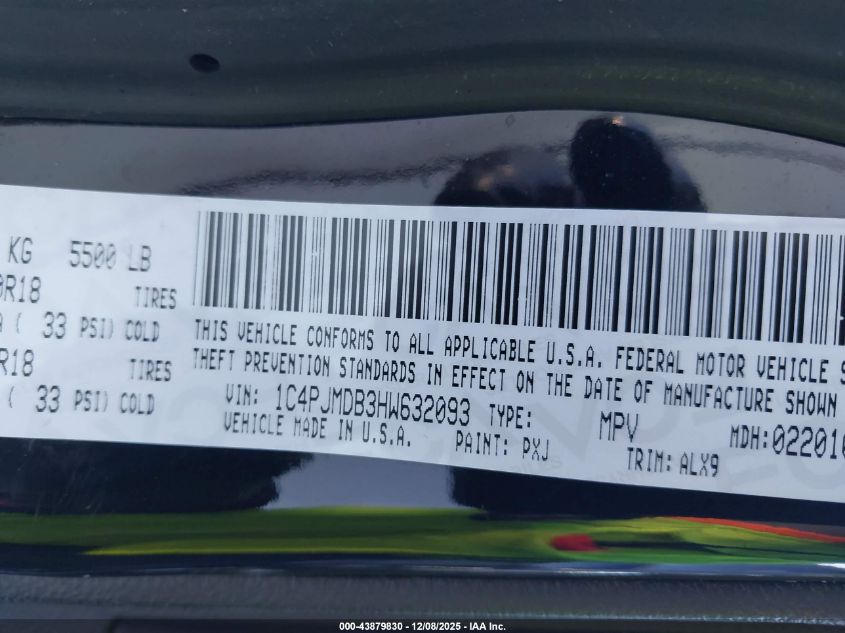 KG 5500 LB
R18 TIRES
( 33 PSI) COLD
R18 TIRES
( 33 PSI) COLD
THIS VEHICLE CONFORMS TO ALL APPLICABLE U.S.A. FEDERAL MOTOR VEHICLE S
THEFT PREVENTION STANDARDS IN EFFECT ON THE DATE OF MANUFACTURE SHOWN
VIN: 1C4PJMDB3HW632093 TYPE: MPV MDH:022010
VEHICLE MADE IN U.S.A. PAINT: PXJ TRIM: ALX9
000-43879830 - 12/08/2025 - IAA Inc.